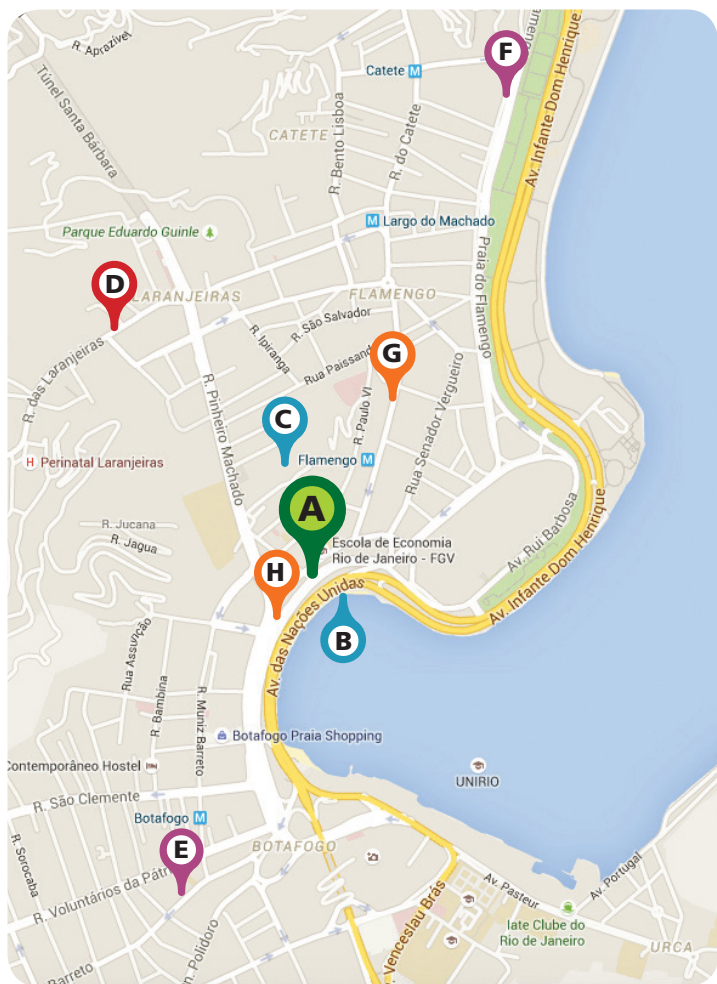 R. Aprazível
Túnel Santa Bárbara
Catete M
F
Av. Infante Dom Henrique
CATETE
R. Bento Lisboa
R. do Catete
M Largo do Machado
Parque Eduardo Guinle
Praia do Flamengo
D
LARANJEIRAS
FLAMENGO
R. São Salvador
R. Ipiranga
G
R. das Laranjeiras
R. Pinheiro Machado
R. Paulo VI
Rua Senador Vergueiro
C
H Perinatal Laranjeiras
Flamengo M
A
R. Jucana
R. Jagua
Escola de Economia
Rio de Janeiro - FGV
Av. Rui Barbosa
Av. Infante Dom Henrique
H
Av. das Nações Unidas
B
Rua Assunção
R. Bambina
R. Muniz Barreto
Botafogo Praia Shopping
Contemporâneo Hostel
UNIRIO
R. São Clemente
Botafogo M
E
BOTAFOGO
R. Sorocaba
R. Voluntários da Pátr
Av. Pasteur
Av. Portugal
Venceslau Brás
Iate Clube do
Rio de Janeiro
URCA
Barreto
n. Polidoro